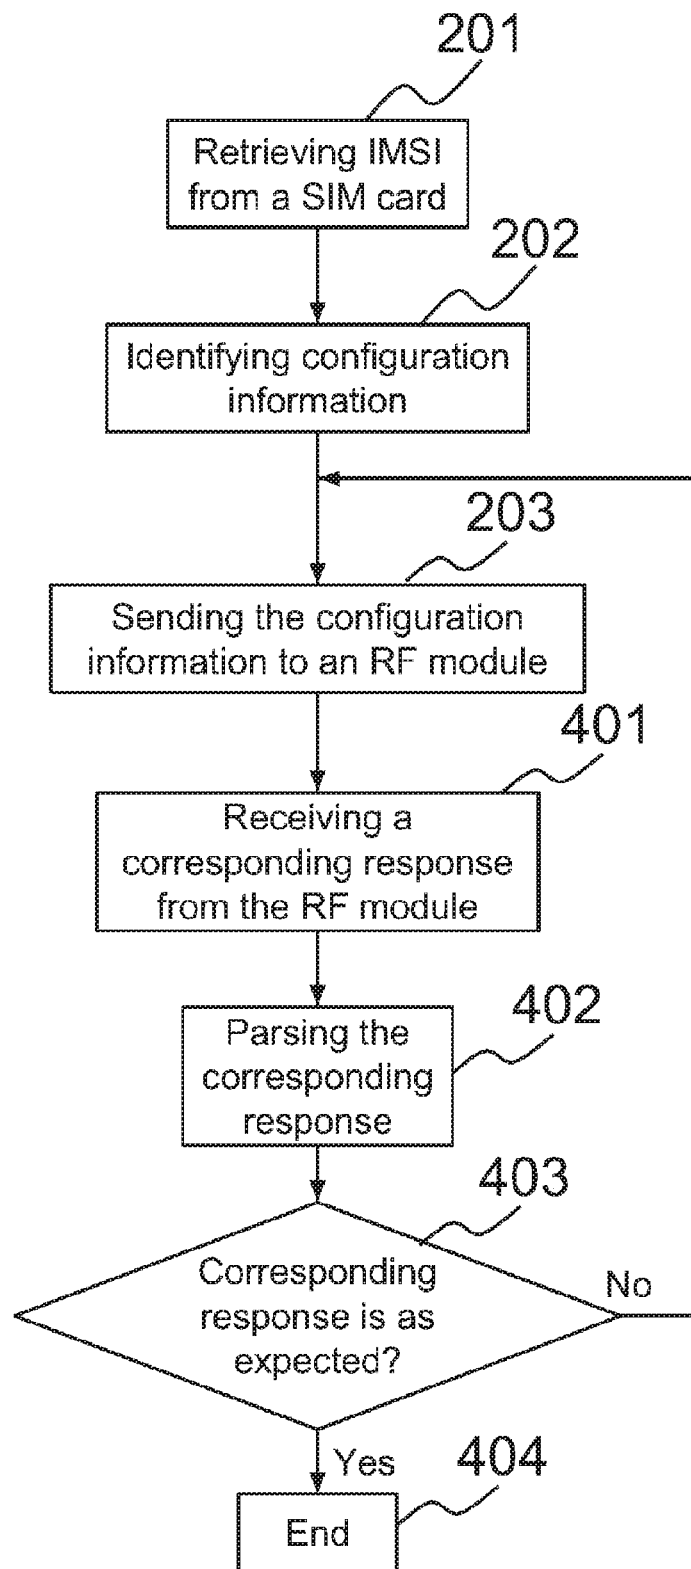 201
Retrieving IMSI
from a SIM card
202
Identifying configuration
information
203
Sending the configuration
information to an RF module
401
Receiving a
corresponding response
from the RF module
402
Parsing the
corresponding
response
403
Corresponding
response is as
expected?
No
Yes
404
End